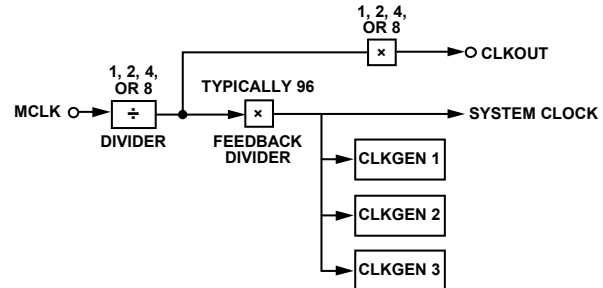 1, 2, 4,
OR 8
×
CLKOUT
1, 2, 4,
OR 8
TYPICALLY 96
MCLK
÷
×
SYSTEM CLOCK
DIVIDER
FEEDBACK
DIVIDER
CLKGEN 1
CLKGEN 2
CLKGEN 3